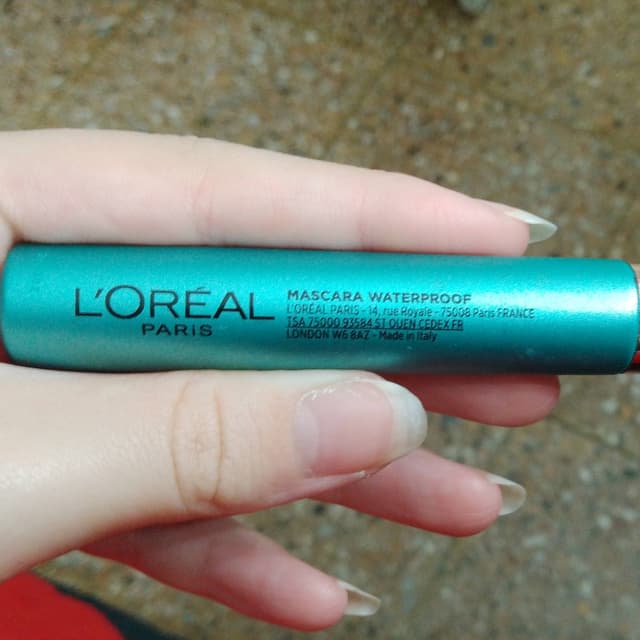 L'ORÉAL
PARIS
MASCARA WATERPROOF
L'ORÉAL PARIS - 14, rue Royale - 75008 Paris FRANCE
TSA 75000 93584 ST OUEN CEDEX FR
LONDON W6 8AZ - Made in Italy